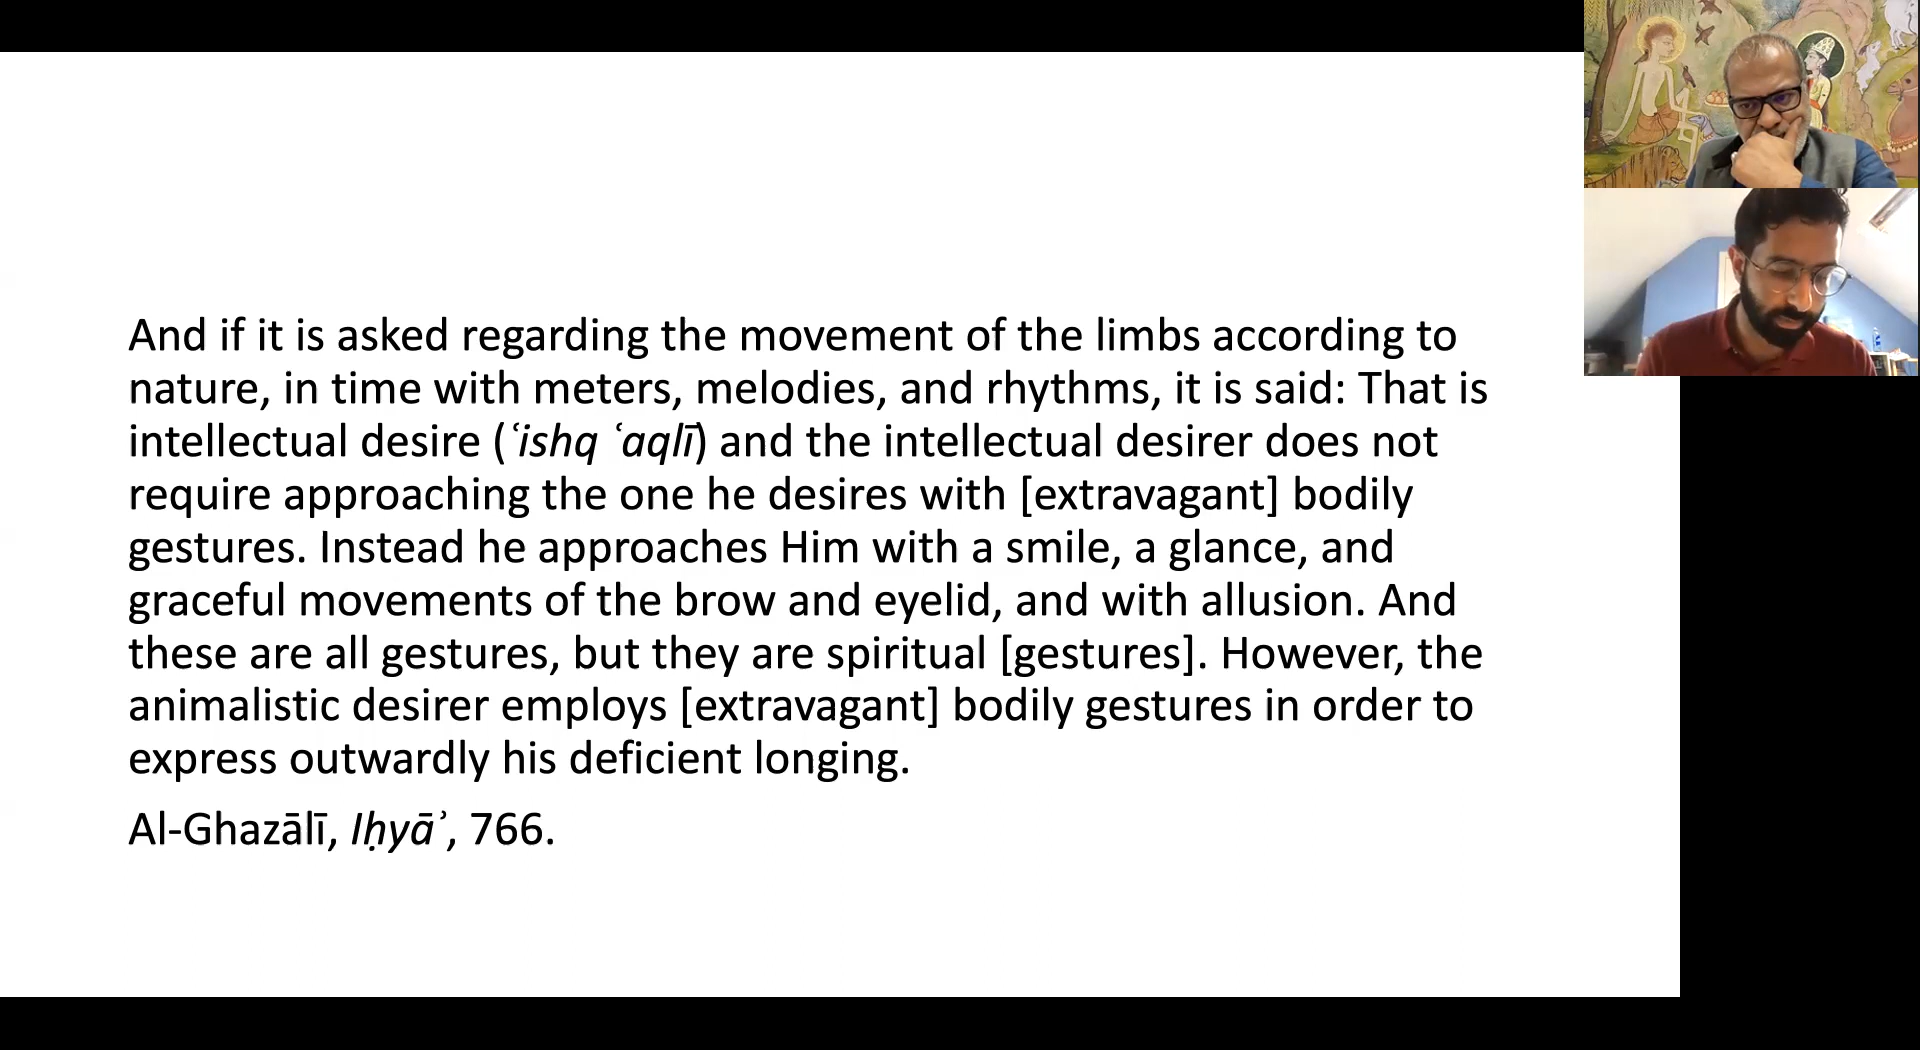 And if it is asked regarding the movement of the limbs according to
nature, in time with meters, melodies, and rhythms, it is said: That is
intellectual desire (ʿishq ʿaqlī) and the intellectual desirer does not
require approaching the one he desires with [extravagant] bodily
gestures. Instead he approaches Him with a smile, a glance, and
graceful movements of the brow and eyelid, and with allusion. And
these are all gestures, but they are spiritual [gestures]. However, the
animalistic desirer employs [extravagant] bodily gestures in order to
express outwardly his deficient longing.
Al-Ghazālī, Iḥyāʾ, 766.